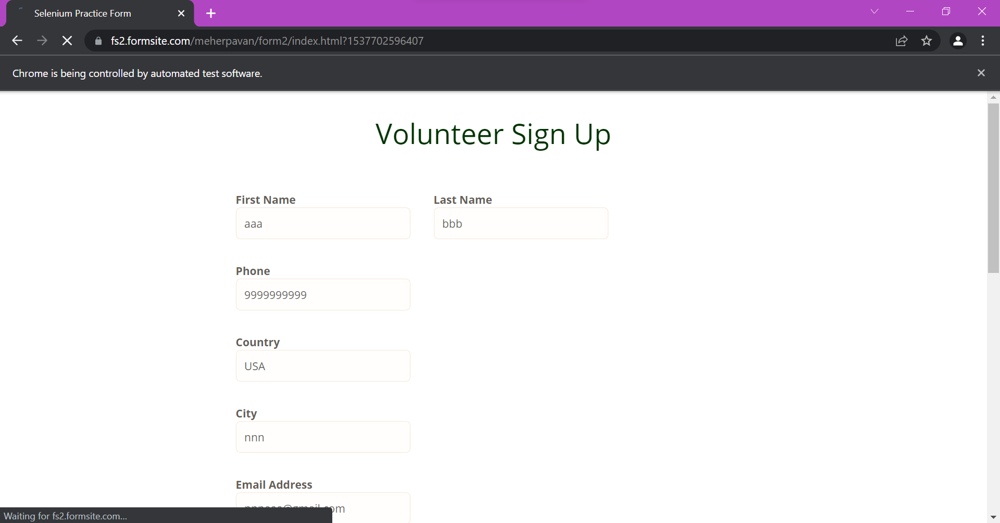 Selenium Practice Form
fs2.formsite.com/meherpavan/form2/index.html?1537702596407
Chrome is being controlled by automated test software.
Volunteer Sign Up
First Name
Last Name
aaa
bbb
Phone
9999999999
Country
USA
City
nnn
Email Address
Waiting for fs2.formsite.com...